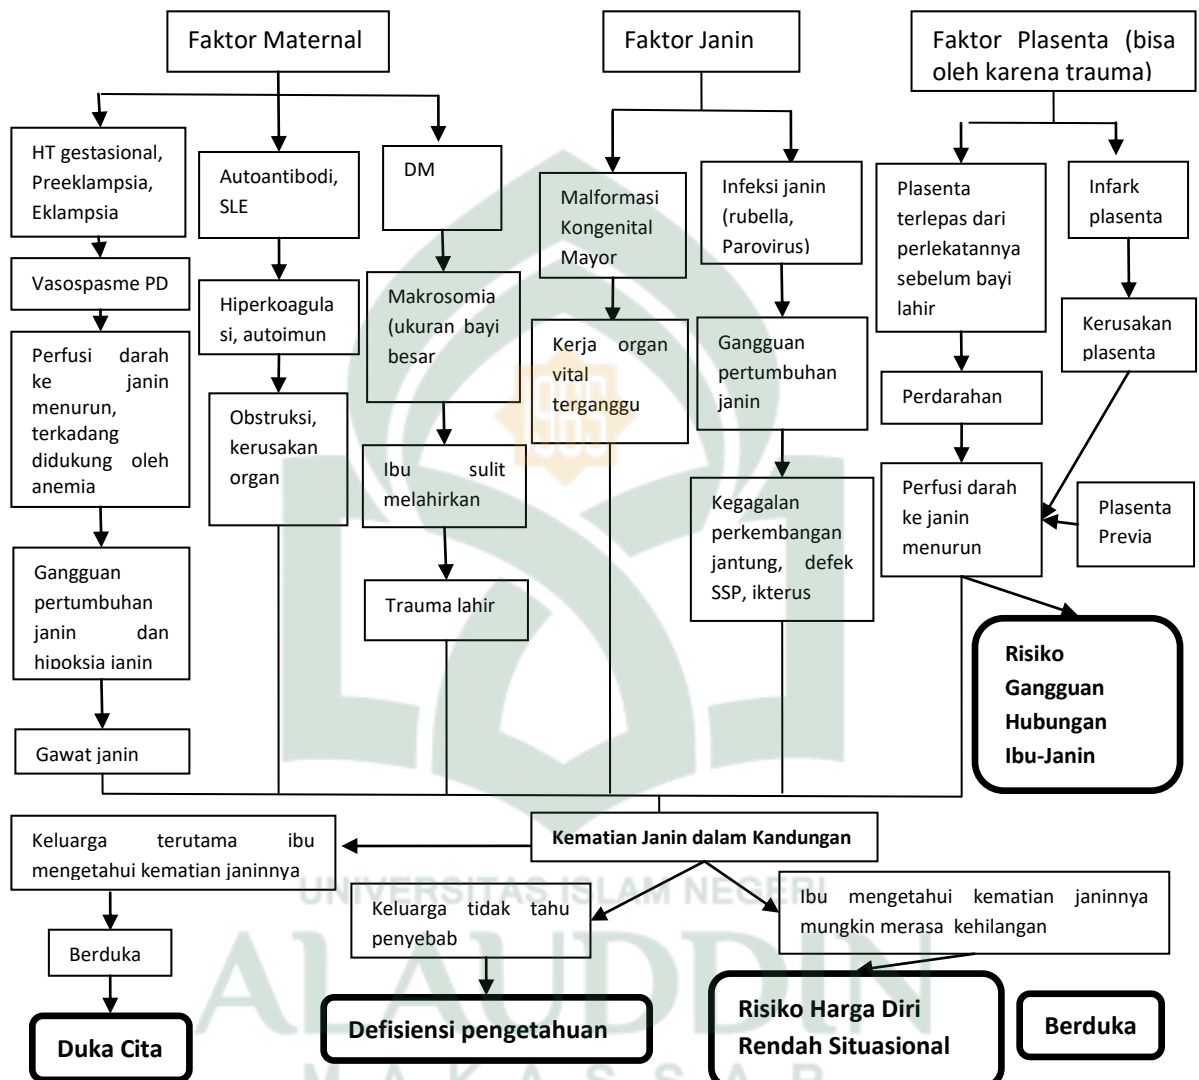 Faktor Maternal
Faktor Janin
Faktor Plasenta (bisa
oleh karena trauma)
HT gestasional,
Preeklampsia,
Eklampsia
Autoantibodi,
SLE
DM
Malformasi
Kongenital
Mayor
Infeksi janin
(rubella,
Parovirus)
Plasenta
terlepas dari
perlekatannya
sebelum bayi
lahir
Infark
plasenta
Vasospasme PD
Hiperkoagula
si, autoimun
Makrosomia
(ukuran bayi
besar
Kerja organ
vital
terganggu
Gangguan
pertumbuhan
janin
Kerusakan
plasenta
Perfusi darah
ke janin
menurun,
terkadang
didukung oleh
anemia
Obstruksi,
kerusakan
organ
Perdarahan
Ibu sulit
melahirkan
Kegagalan
perkembangan
jantung, defek
SSP, ikterus
Perfusi darah
ke janin
menurun
Plasenta
Previa
Gangguan
pertumbuhan
janin dan
hipoksia janin
Trauma lahir
Risiko
Gangguan
Hubungan
Ibu-Janin
Gawat janin
Kematian Janin dalam Kandungan
Keluarga terutama ibu
mengetahui kematian janinnya
Keluarga tidak tahu
penyebab
Ibu mengetahui kematian janinnya
mungkin merasa kehilangan
Berduka
Duka Cita
Defisiensi pengetahuan
Risiko Harga Diri
Rendah Situasional
Berduka
UNIVERSITAS ISLAM NEGERI
ALAUDDIN
MAKASSAR